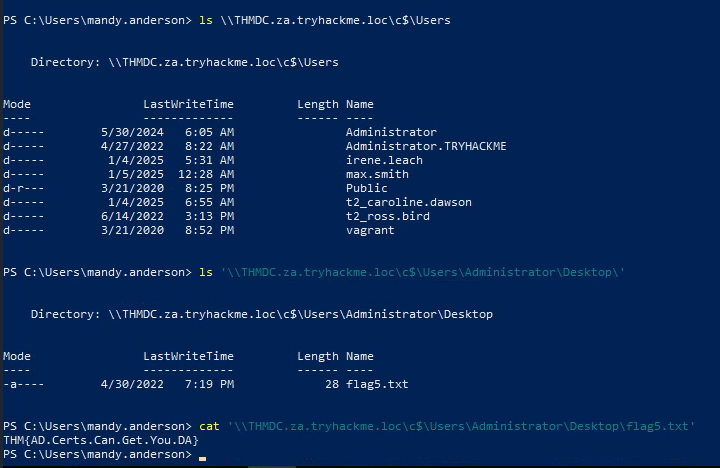 PS C:\Users\mandy.anderson> ls \\THMDC.za.tryhackme.loc\c$\Users
Directory: \\THMDC.za.tryhackme.loc\c$\Users
Mode                LastWriteTime         Length Name
----                -------------         ------ ----
d-----        5/30/2024   6:05 AM                Administrator
d-----        4/27/2022   8:22 AM                Administrator.TRYHACKME
d-----         1/4/2025   5:31 AM                irene.leach
d-----         1/5/2025  12:28 AM                max.smith
d-r---        3/21/2020   8:25 PM                Public
d-----         1/4/2025   6:55 AM                t2_caroline.dawson
d-----        6/14/2022   3:13 PM                t2_ross.bird
d-----        3/21/2020   8:52 PM                vagrant
PS C:\Users\mandy.anderson> ls '\\THMDC.za.tryhackme.loc\c$\Users\Administrator\Desktop\'
Directory: \\THMDC.za.tryhackme.loc\c$\Users\Administrator\Desktop
Mode                LastWriteTime         Length Name
----                -------------         ------ ----
-a----        4/30/2022   7:19 PM             28 flag5.txt
PS C:\Users\mandy.anderson> cat '\\THMDC.za.tryhackme.loc\c$\Users\Administrator\Desktop\flag5.txt'
THM{AD.Certs.Can.Get.You.DA}
PS C:\Users\mandy.anderson>